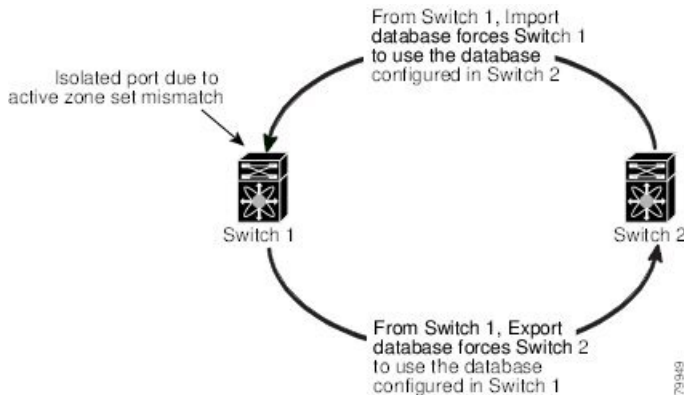 From Switch 1, Import
database forces Switch 1
to use the database
configured in Switch 2
Isolated port due to
active zone set mismatch
Switch 1
Switch 2
From Switch 1, Export
database forces Switch 2
to use the database
configured in Switch 1
79949